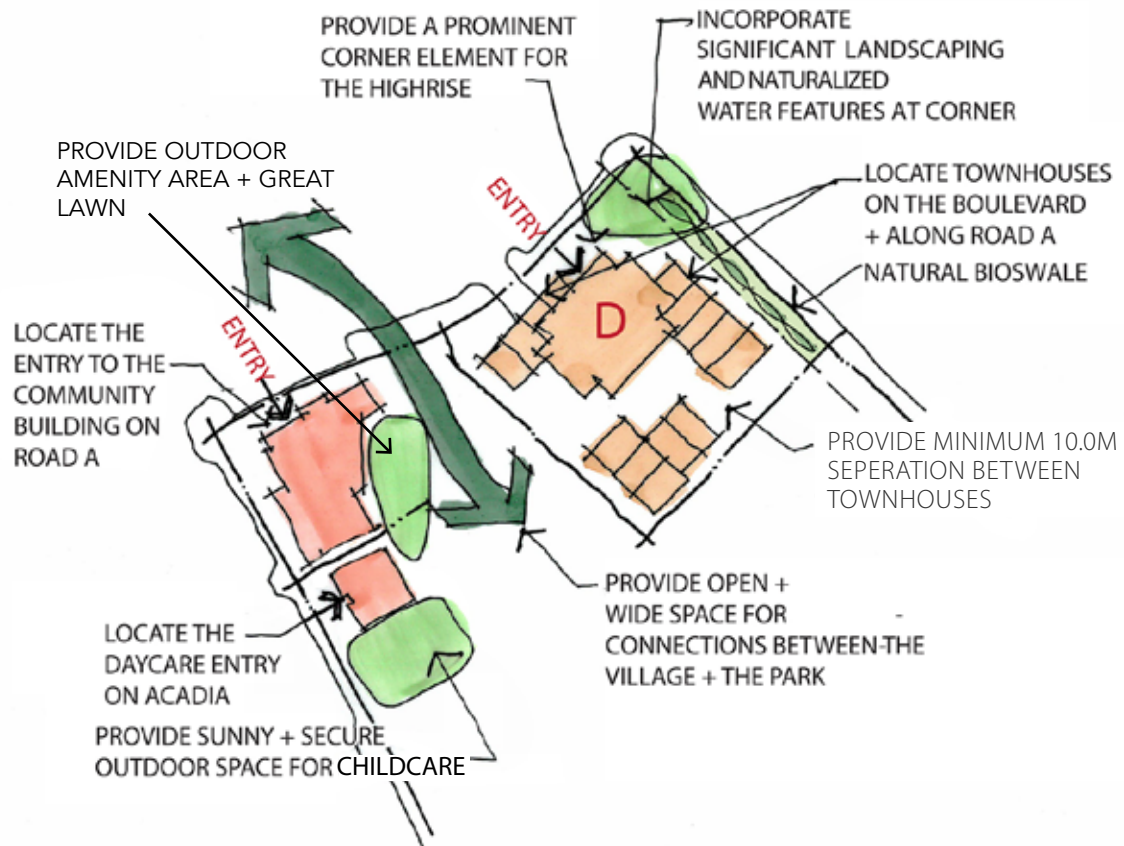 PROVIDE A PROMINENT
CORNER ELEMENT FOR
THE HIGHRISE
INCORPORATE
SIGNIFICANT LANDSCAPING
AND NATURALIZED
WATER FEATURES AT CORNER
PROVIDE OUTDOOR
AMENITY AREA + GREAT
LAWN
ENTRY
LOCATE TOWNHOUSES
ON THE BOULEVARD
+ ALONG ROAD A
NATURAL BIOSWALE
D
LOCATE THE
ENTRY TO THE
COMMUNITY
BUILDING ON
ROAD A
ENTRY
PROVIDE MINIMUM 10.0M
SEPERATION BETWEEN
TOWNHOUSES
PROVIDE OPEN +
WIDE SPACE FOR -
CONNECTIONS BETWEEN-THE
VILLAGE + THE PARK
LOCATE THE
DAYCARE ENTRY
ON ACADIA
PROVIDE SUNNY + SECURE
OUTDOOR SPACE FOR CHILDCARE